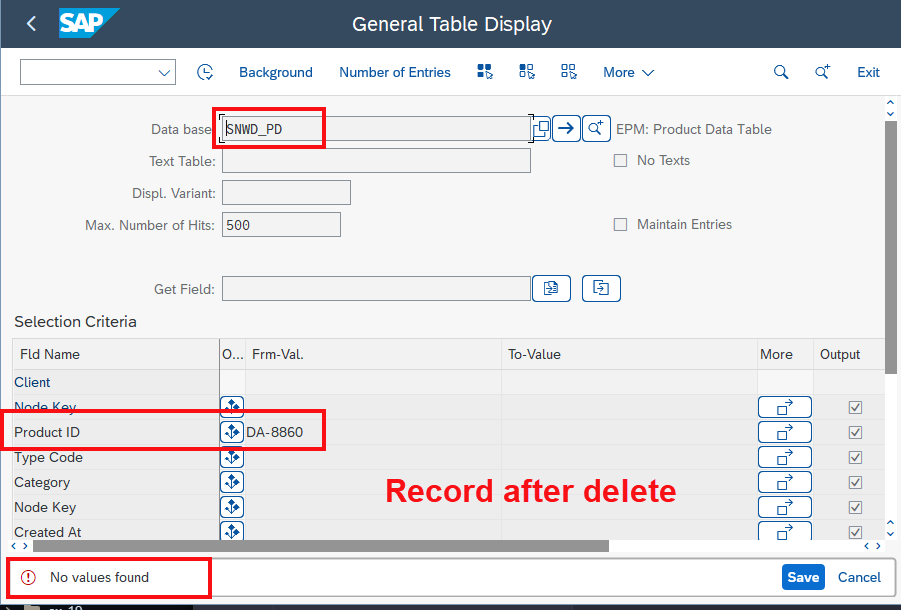 SAP
General Table Display
Background Number of Entries More Exit
Data base SNWD_PD EPM: Product Data Table
Text Table: No Texts
Displ. Variant:
Max. Number of Hits: 500 Maintain Entries
Get Field:
Selection Criteria
Fld Name O... Frm-Val. To-Value More Output
Client
Node Key
Product ID DA-8860
Type Code
Category
Record after delete
Node Key
Created At
No values found Save Cancel